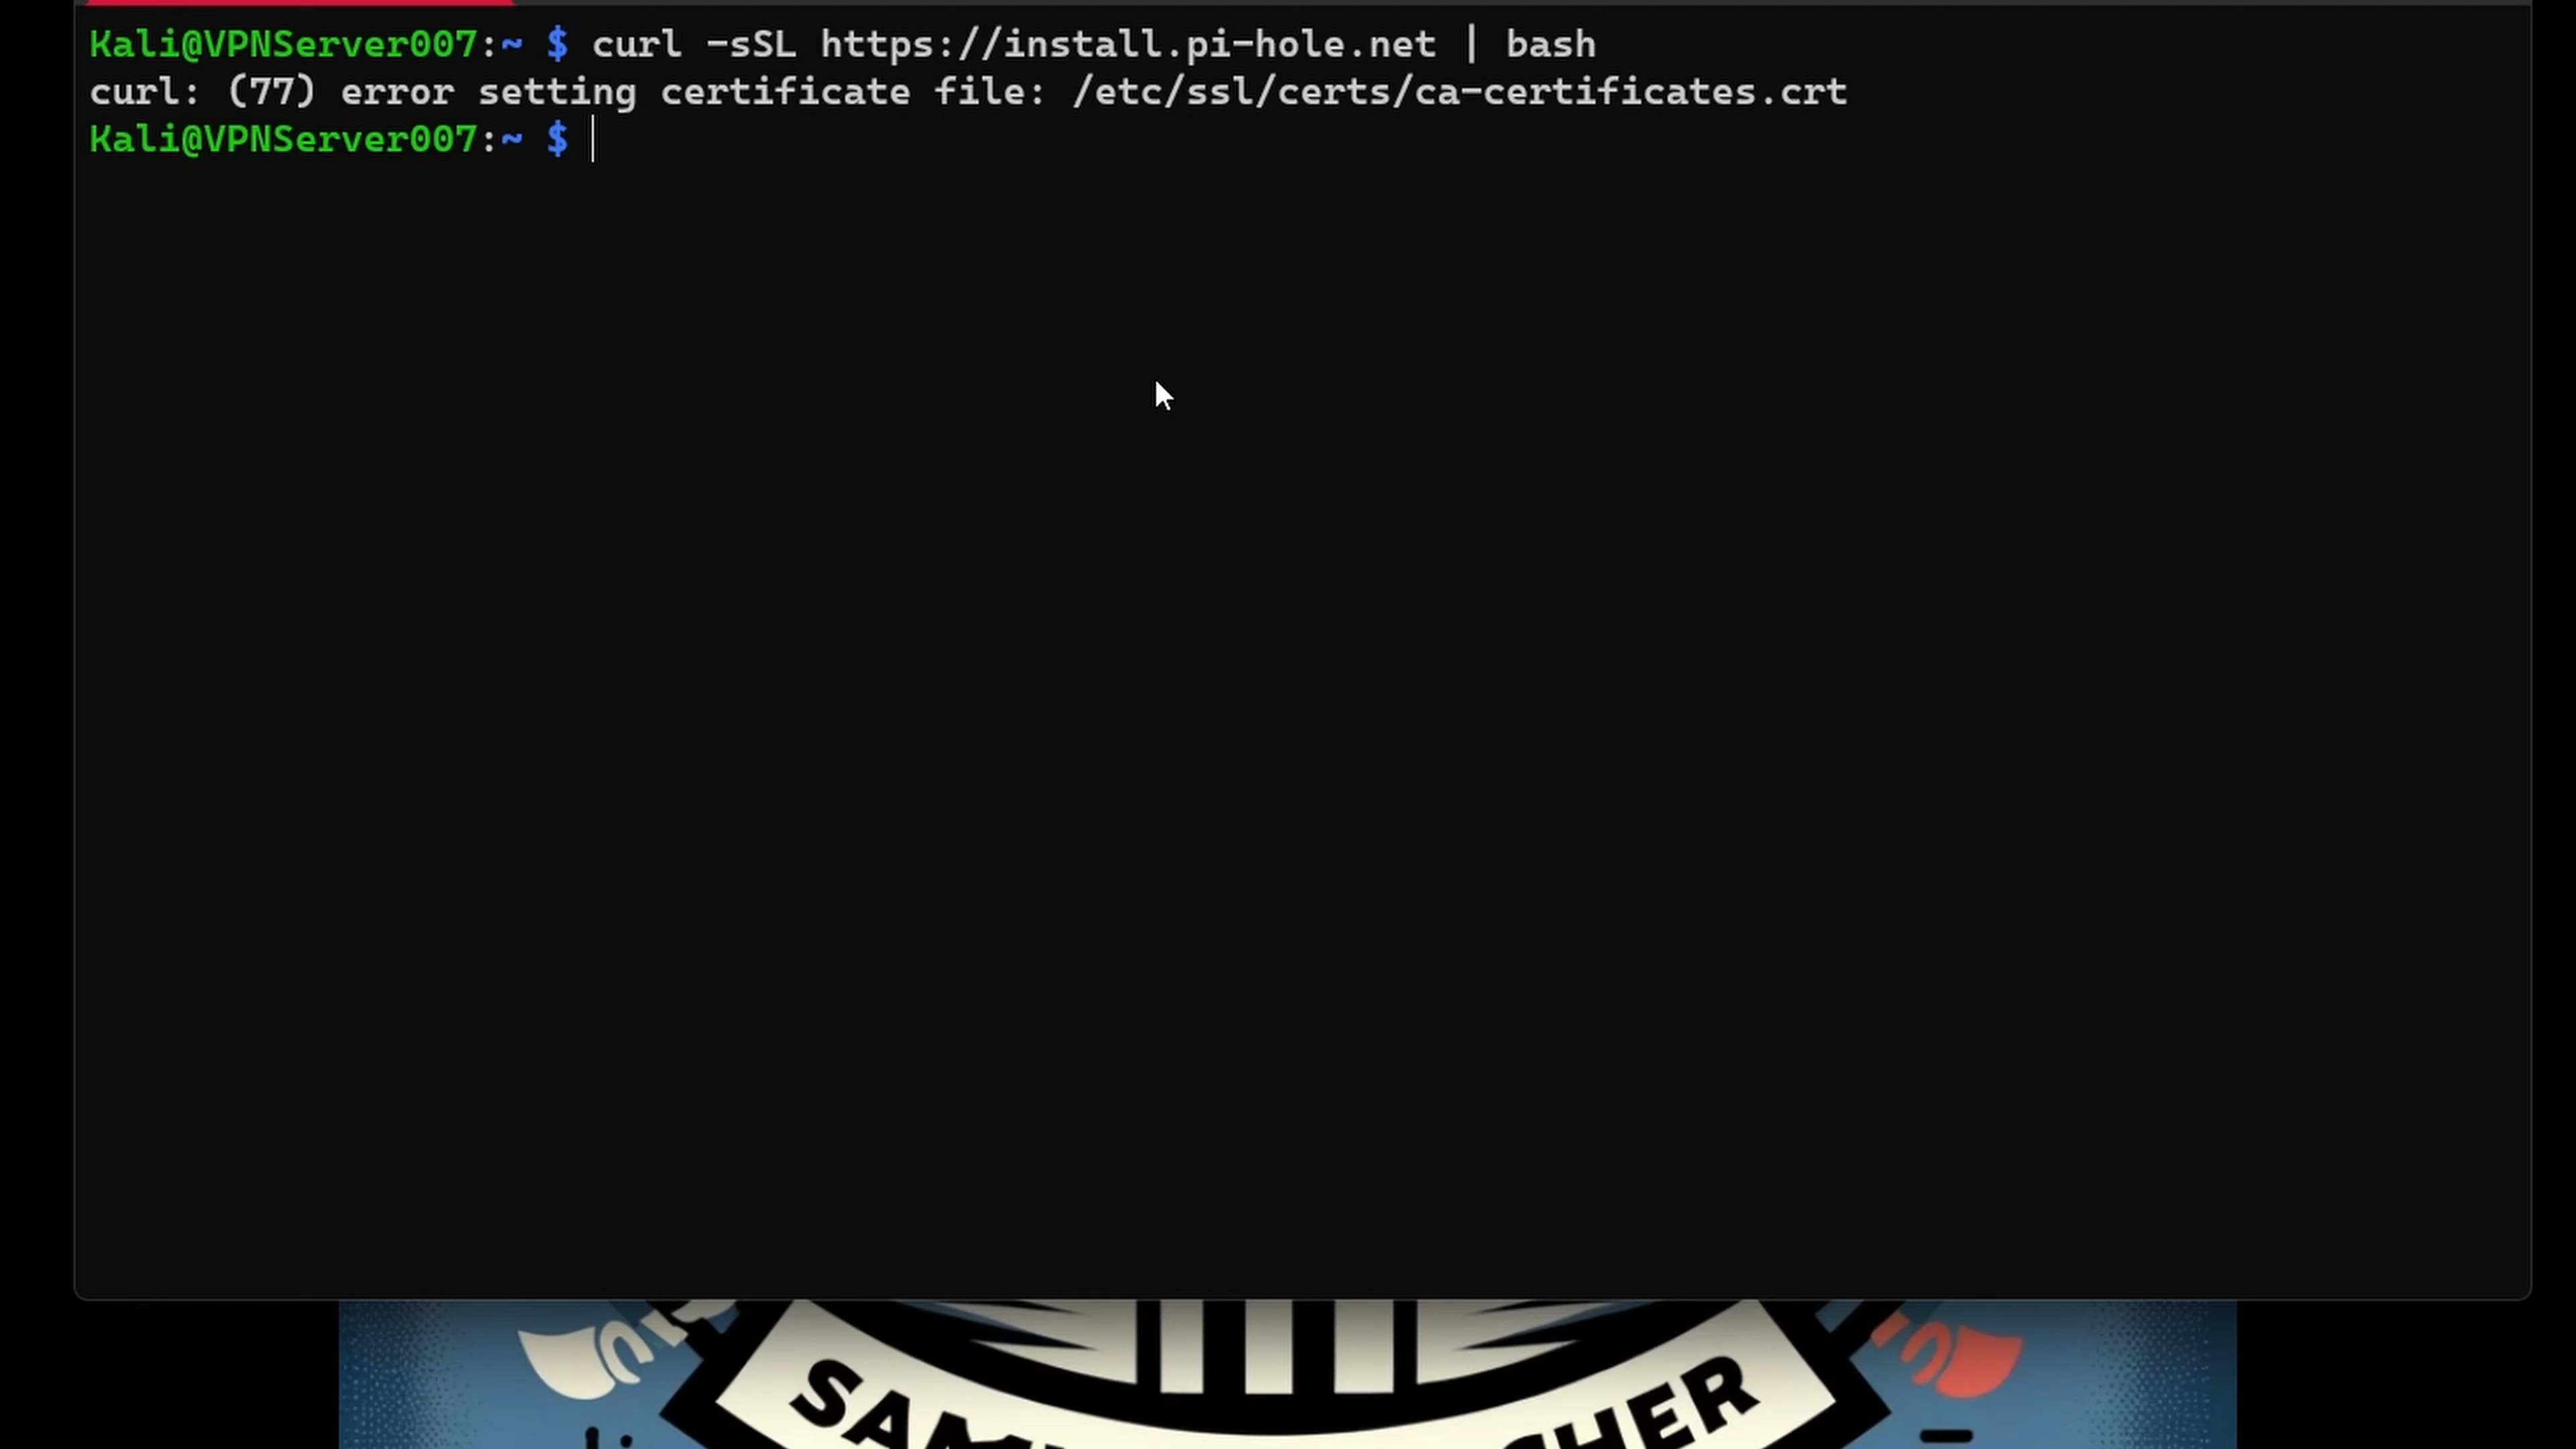 Kali@VPNServer007:~ $ curl -sSL https://install.pi-hole.net | bash
curl: (77) error setting certificate file: /etc/ssl/certs/ca-certificates.crt
Kali@VPNServer007:~ $